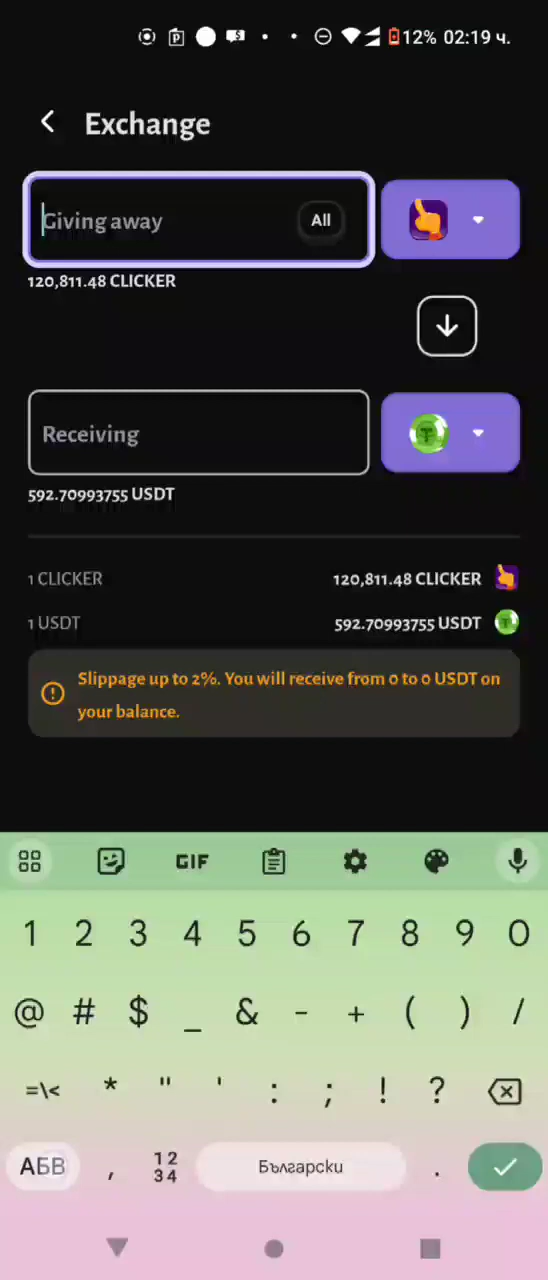 12% 02:19 ч.
Exchange
Giving away
All
120,811.48 CLICKER
Receiving
592.70993755 USDT
1 CLICKER 120,811.48 CLICKER
1 USDT 592.70993755 USDT
Slippage up to 2%. You will receive from 0 to 0 USDT on
your balance.
GIF
1 2 3 4 5 6 7 8 9 0
@ # $ _ & - + ( ) /
=\< * " ' : ; ! ?
АБВ , 12 34 Български .